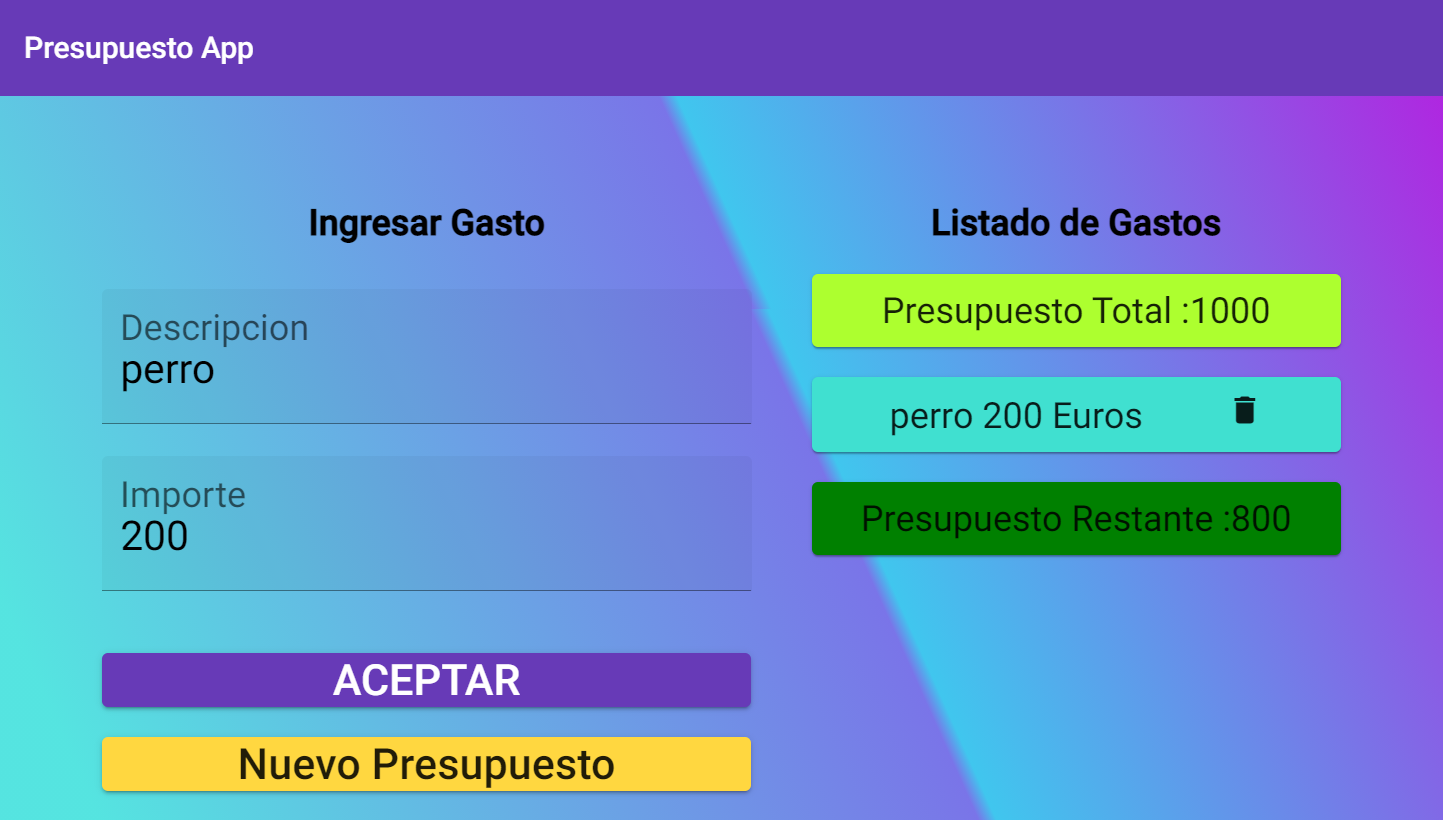 Presupuesto App
Ingresar Gasto
Descripcion
perro
Importe
200
ACEPTAR
Nuevo Presupuesto
Listado de Gastos
Presupuesto Total :1000
perro 200 Euros
Presupuesto Restante :800